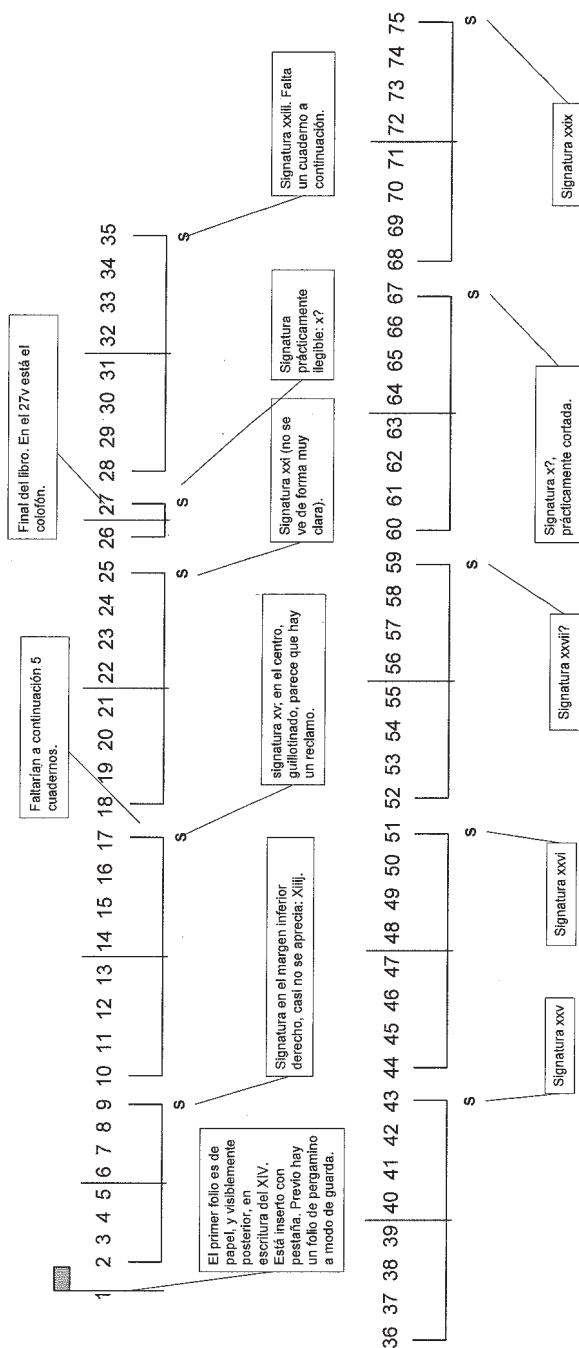 Final del libro. En el 27v está el
colofón.
Faltarían a continuación 5
cuadernos.
1 2 3 4 5 6 7 8 9 10 11 12 13 14 15 16 17 18 19 20 21 22 23 24 25 26 27 28 29 30 31 32 33 34 35
s s s s s
El primer folio es de
papel, y visiblemente
posterior, en
escritura del XIV.
Está inserto con
pestaña. Previo hay
un folio de pergamino
a modo de guarda.
Signatura en el margen inferior
derecho, casi no se aprecia: Xiiij.
signatura xv; en el centro,
guillotinado, parece que hay
un reclamo.
Signatura xxi (no se
ve de forma muy
clara).
Signatura
prácticamente
ilegible: x?
Signatura xxiii. Falta
un cuaderno a
continuación.
36 37 38 39 40 41 42 43 44 45 46 47 48 49 50 51 52 53 54 55 56 57 58 59 60 61 62 63 64 65 66 67 68 69 70 71 72 73 74 75
s s s s s
Signatura xxv
Signatura xxvi
Signatura xxvii?
Signatura x?,
prácticamente cortada.
Signatura xxix